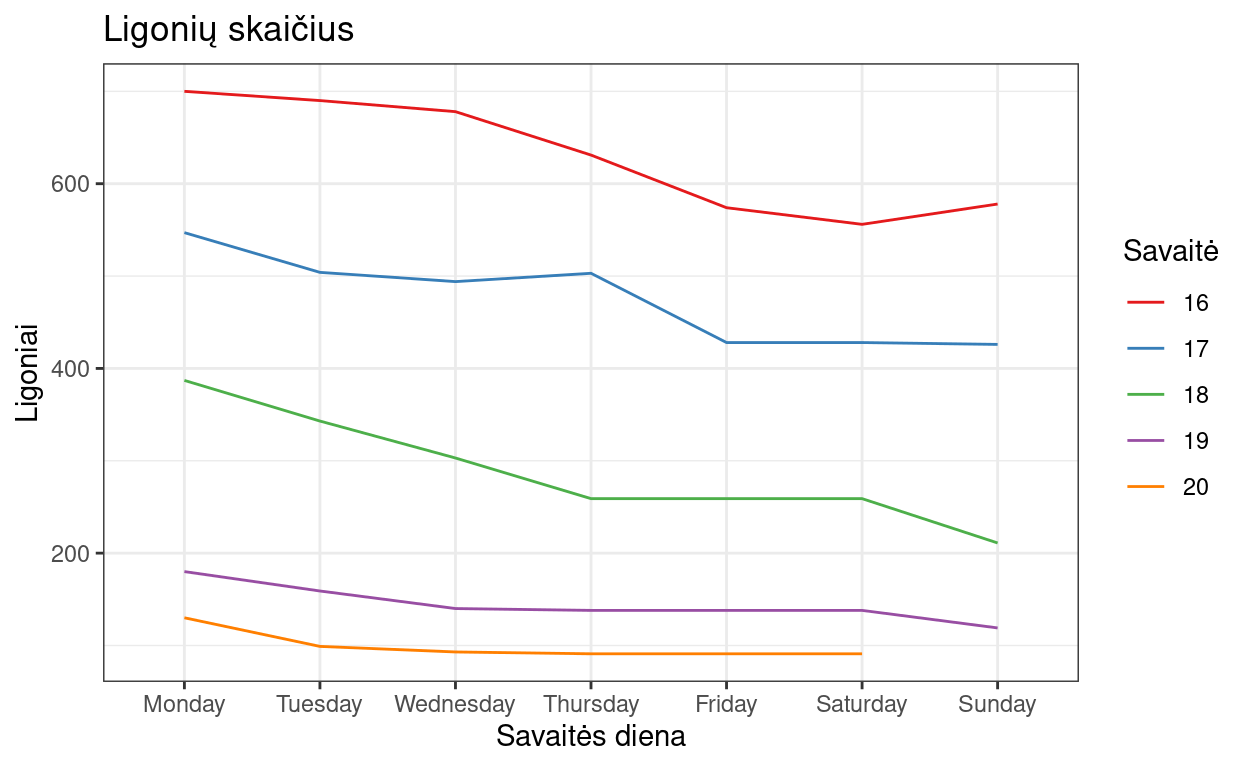 Ligonių skaičius
Ligoniai
600
400
200
Monday Tuesday Wednesday Thursday Friday Saturday Sunday
Savaitės diena
Savaitė
16
17
18
19
20